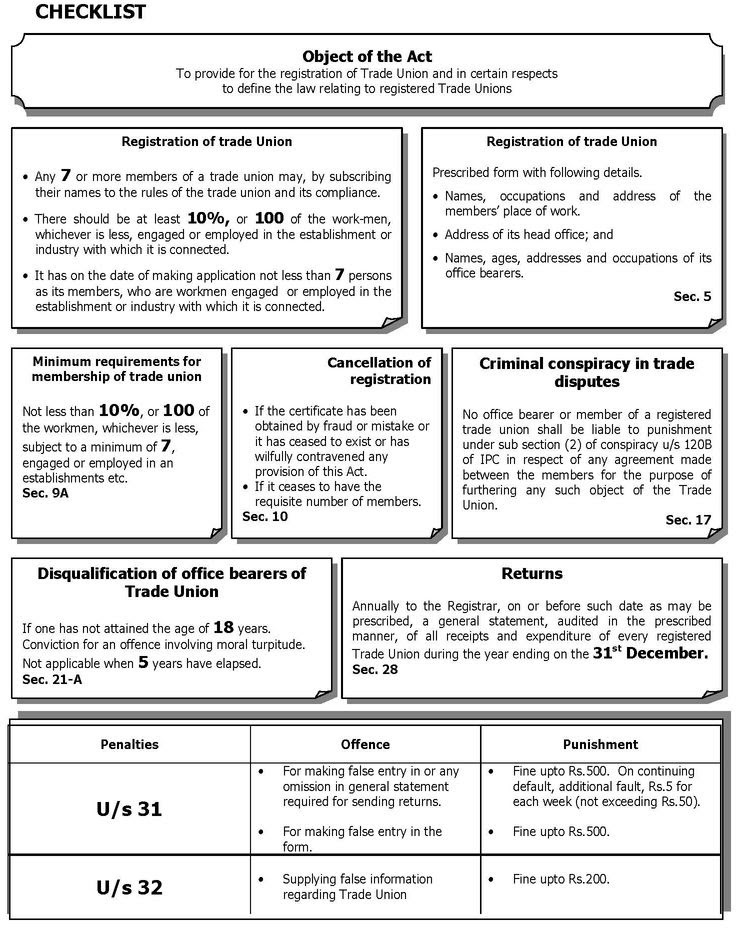 CHECKLIST
Object of the Act
To provide for the registration of Trade Union and in certain respects
to define the law relating to registered Trade Unions
Registration of trade Union
• Any 7 or more members of a trade union may, by subscribing
their names to the rules of the trade union and its compliance.
• There should be at least 10%, or 100 of the work-men,
whichever is less, engaged or employed in the establishment or
industry with which it is connected.
• It has on the date of making application not less than 7 persons
as its members, who are workmen engaged or employed in the
establishment or industry with which it is connected.
Registration of trade Union
Prescribed form with following details.
• Names, occupations and address of the
members' place of work.
• Address of its head office; and
• Names, ages, addresses and occupations of its
office bearers.
Sec. 5
Minimum requirements for
membership of trade union
Not less than 10%, or 100 of
the workmen, whichever is less,
subject to a minimum of 7,
engaged or employed in an
establishments etc.
Sec. 9A
Cancellation of
registration
• If the certificate has been
obtained by fraud or mistake or
it has ceased to exist or has
wilfully contravened any
provision of this Act.
• If it ceases to have the
requisite number of members.
Sec. 10
Criminal conspiracy in trade
disputes
No office bearer or member of a registered
trade union shall be liable to punishment
under sub section (2) of conspiracy u/s 120B
of IPC in respect of any agreement made
between the members for the purpose of
furthering any such object of the Trade
Union.
Sec. 17
Disqualification of office bearers of
Trade Union
If one has not attained the age of 18 years.
Conviction for an offence involving moral turpitude.
Not applicable when 5 years have elapsed.
Sec. 21-A
Returns
Annually to the Registrar, on or before such date as may be
prescribed, a general statement, audited in the prescribed
manner, of all receipts and expenditure of every registered
Trade Union during the year ending on the 31st December.
Sec. 28
Penalties Offence Punishment
U/s 31
• For making false entry in or any
omission in general statement
required for sending returns.
• For making false entry in the
form.
• Fine upto Rs.500. On continuing
default, additional fault, Rs.5 for
each week (not exceeding Rs.50).
• Fine upto Rs.500.
U/s 32
• Supplying false information
regarding Trade Union
• Fine upto Rs.200.